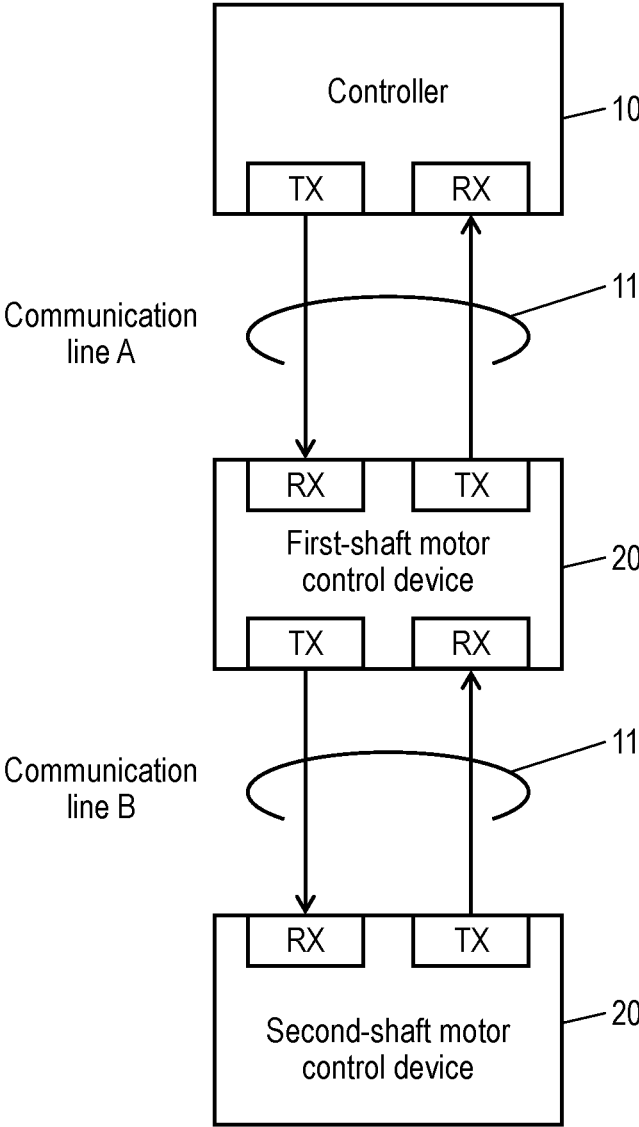 Controller
10
TX
RX
11
Communication
line A
RX
TX
First-shaft motor
control device
20
TX
RX
11
Communication
line B
RX
TX
Second-shaft motor
control device
20